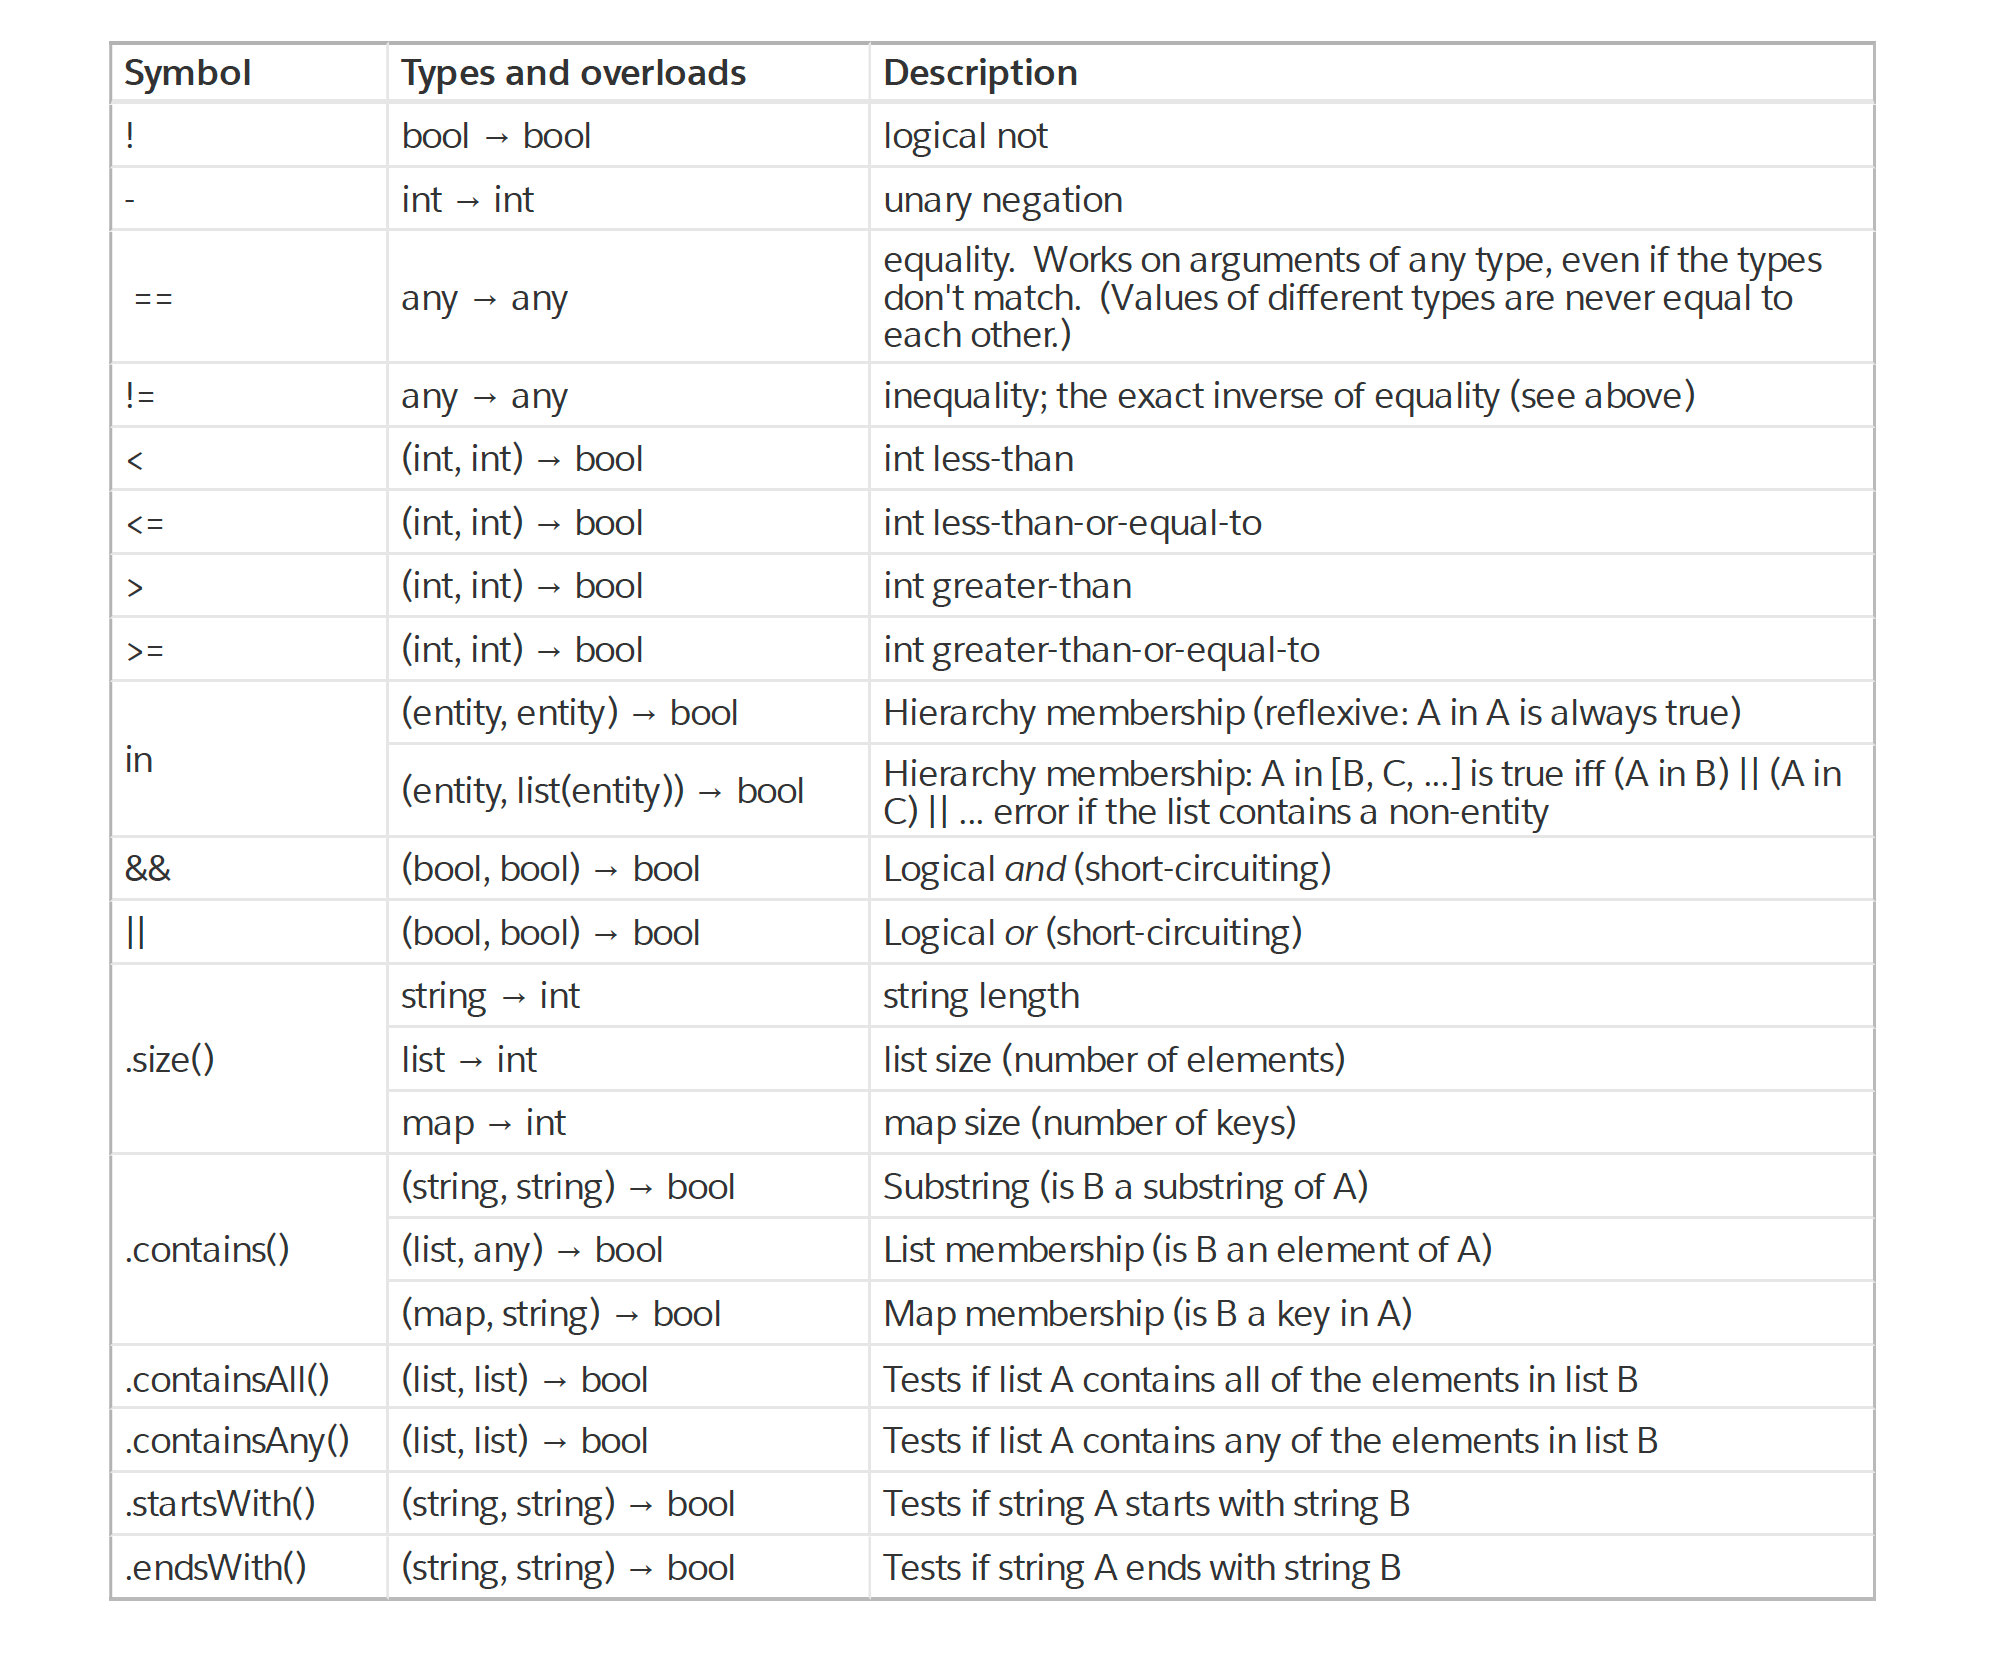 Symbol Types and overloads Description
! bool → bool logical not
- int → int unary negation
== any → any equality.  Works on arguments of any type, even if the types
don't match.  (Values of different types are never equal to
each other.)
!= any → any inequality; the exact inverse of equality (see above)
< (int, int) → bool int less-than
<= (int, int) → bool int less-than-or-equal-to
> (int, int) → bool int greater-than
>= (int, int) → bool int greater-than-or-equal-to
in (entity, entity) → bool Hierarchy membership (reflexive: A in A is always true)
(entity, list(entity)) → bool Hierarchy membership: A in [B, C, ...] is true iff (A in B) || (A in
C) || ... error if the list contains a non-entity
&& (bool, bool) → bool Logical and (short-circuiting)
|| (bool, bool) → bool Logical or (short-circuiting)
.size() string → int string length
list → int list size (number of elements)
map → int map size (number of keys)
.contains() (string, string) → bool Substring (is B a substring of A)
(list, any) → bool List membership (is B an element of A)
(map, string) → bool Map membership (is B a key in A)
.containsAll() (list, list) → bool Tests if list A contains all of the elements in list B
.containsAny() (list, list) → bool Tests if list A contains any of the elements in list B
.startsWith() (string, string) → bool Tests if string A starts with string B
.endsWith() (string, string) → bool Tests if string A ends with string B